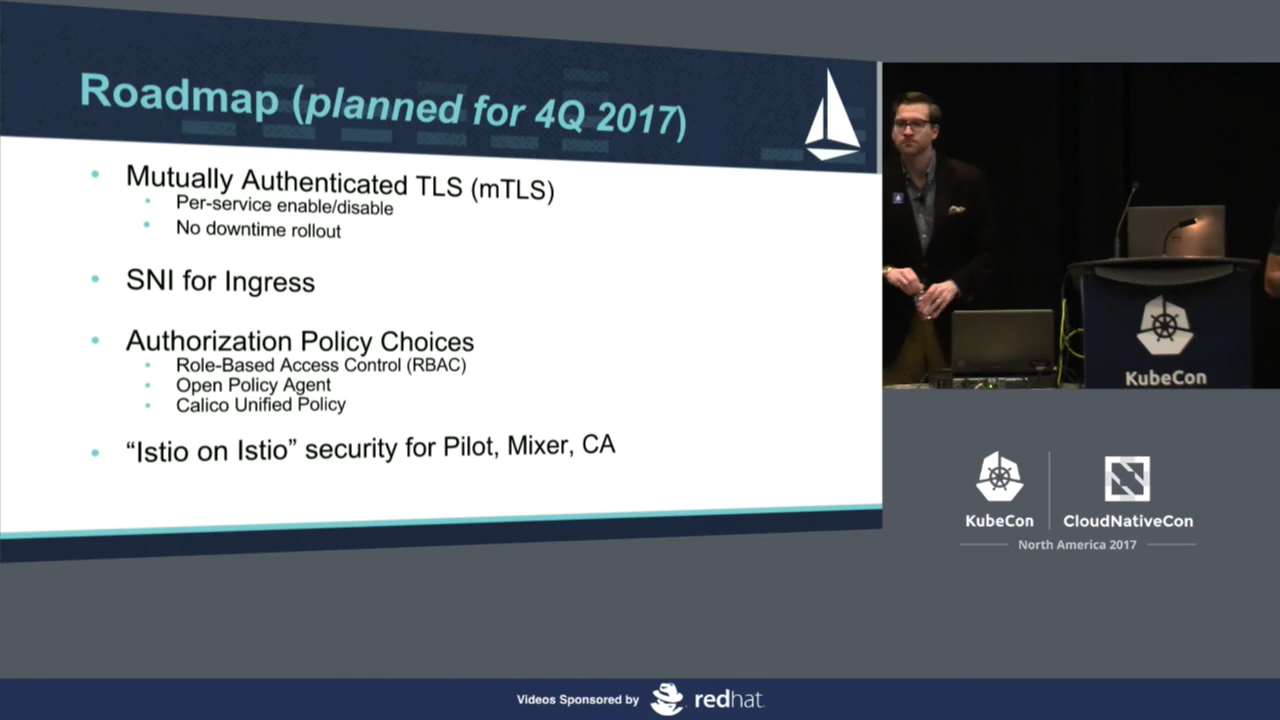 Roadmap (planned for 4Q 2017)
• Mutually Authenticated TLS (mTLS)
• Per-service enable/disable
• No downtime rollout
• SNI for Ingress
• Authorization Policy Choices
• Role-Based Access Control (RBAC)
• Open Policy Agent
• Calico Unified Policy
• “Istio on Istio” security for Pilot, Mixer, CA
KubeCon
KubeCon
CloudNativeCon
North America 2017
Videos Sponsored by
redhat